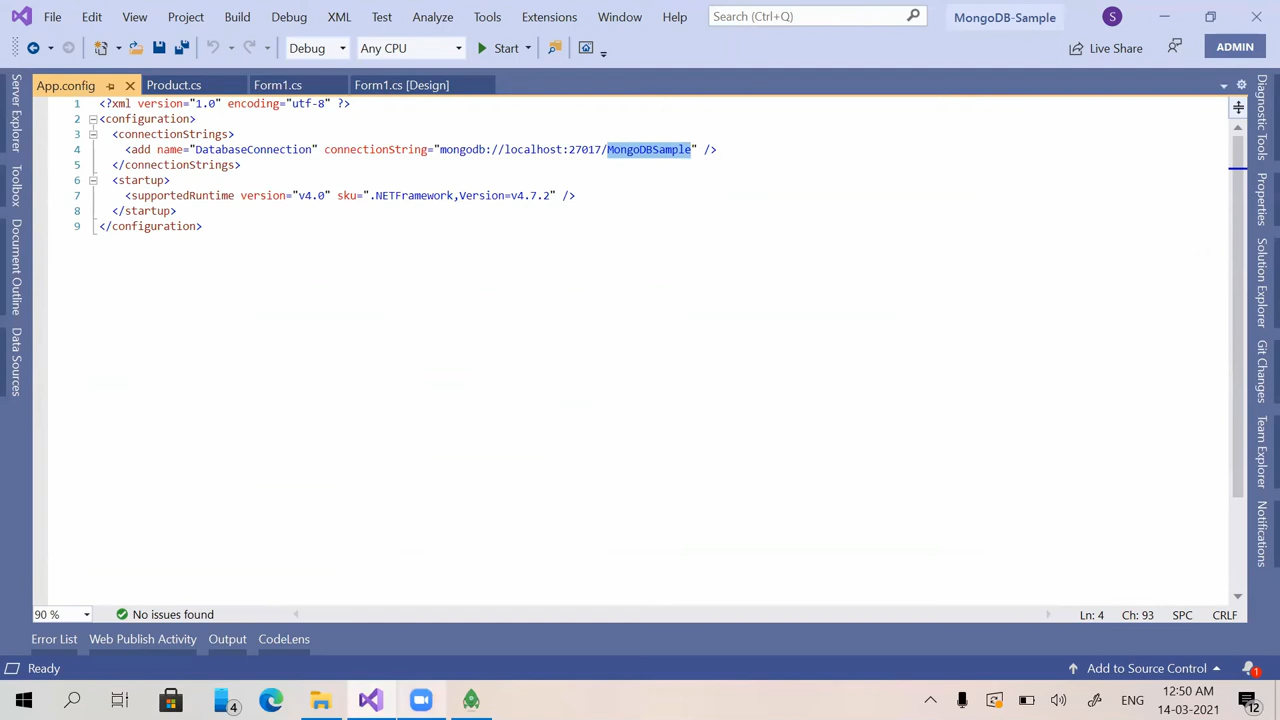 File Edit View Project Build Debug XML Test Analyze Tools Extensions Window Help Search (Ctrl+Q) MongoDB-Sample S
Debug Any CPU Start Live Share ADMIN
App.config Product.cs Form1.cs Form1.cs [Design]
1 <?xml version="1.0" encoding="utf-8" ?>
2 <configuration>
3 <connectionStrings>
4 <add name="DatabaseConnection" connectionString="mongodb://localhost:27017/MongoDBSample" />
5 </connectionStrings>
6 <startup>
7 <supportedRuntime version="v4.0" sku=".NETFramework,Version=v4.7.2" />
8 </startup>
9 </configuration>
Server Explorer
Toolbox
Document Outline
Data Sources
Diagnostic Tools
Properties
Solution Explorer
Git Changes
Team Explorer
Notifications
90 % No issues found Ln: 4 Ch: 93 SPC CRLF
Error List Web Publish Activity Output CodeLens
Ready Add to Source Control 1
4 ENG 12:50 AM
14-03-2021 12